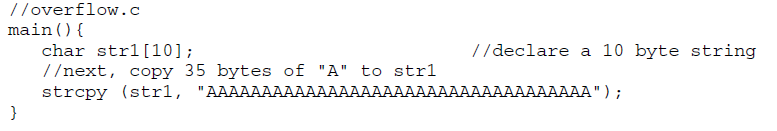 //overflow.c
main(){
char str1[10]; //declare a 10 byte string
//next, copy 35 bytes of "A" to str1
strcpy (str1, "AAAAAAAAAAAAAAAAAAAAAAAAAAAAAAAAAAA");
}